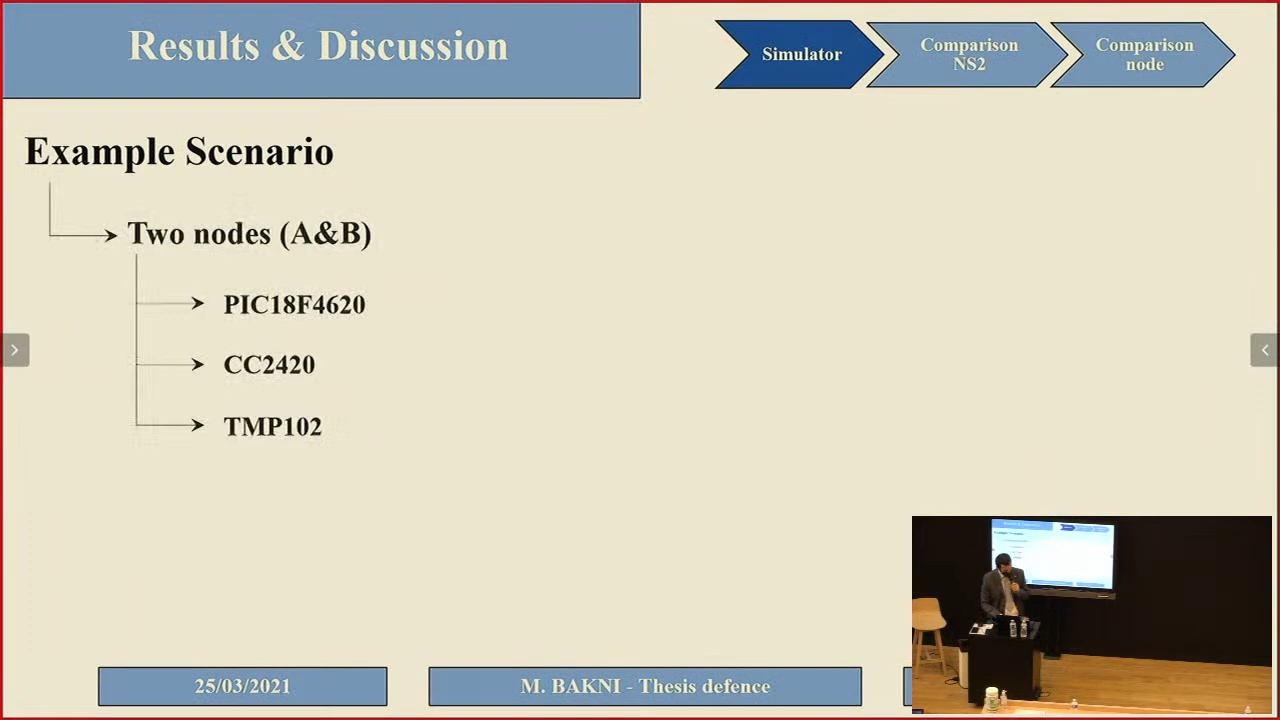 Results & Discussion
Simulator
Comparison
NS2
Comparison
node
Example Scenario
Two nodes (A&B)
PIC18F4620
CC2420
TMP102
25/03/2021
M. BAKNI - Thesis defence